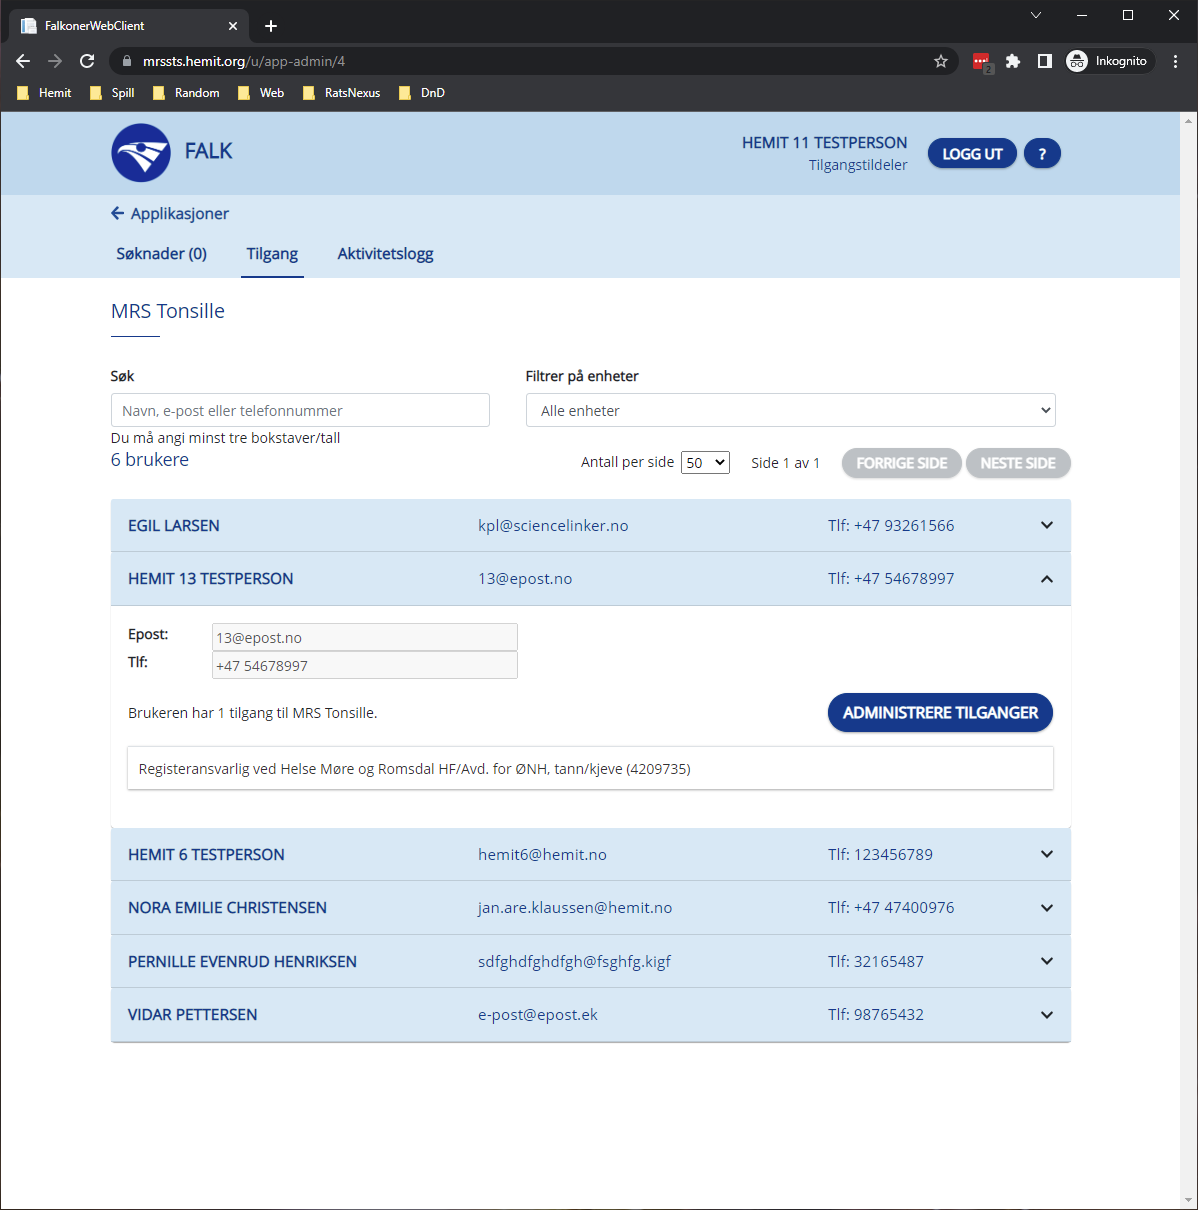 FalkonerWebClient
mrssts.hemit.org/u/app-admin/4
2
Inkognito
Hemit
Spill
Random
Web
RatsNexus
DnD
FALK
HEMIT 11 TESTPERSON
Tilgangstildeler
LOGG UT
?
Applikasjoner
Søknader (0)
Tilgang
Aktivitetslogg
MRS Tonsille
Søk
Filtrer på enheter
Navn, e-post eller telefonnummer
Alle enheter
Du må angi minst tre bokstaver/tall
6 brukere
Antall per side
50
Side 1 av 1
FORRIGE SIDE
NESTE SIDE
EGIL LARSEN kpl@sciencelinker.no Tlf: +47 93261566
HEMIT 13 TESTPERSON 13@epost.no Tlf: +47 54678997
Epost: 13@epost.no
Tlf: +47 54678997
Brukeren har 1 tilgang til MRS Tonsille.
ADMINISTRERE TILGANGER
Registeransvarlig ved Helse Møre og Romsdal HF/Avd. for ØNH, tann/kjeve (4209735)
HEMIT 6 TESTPERSON hemit6@hemit.no Tlf: 123456789
NORA EMILIE CHRISTENSEN jan.are.klaussen@hemit.no Tlf: +47 47400976
PERNILLE EVENRUD HENRIKSEN sdfghdfghdfgh@fsghfg.kigf Tlf: 32165487
VIDAR PETTERSEN e-post@epost.ek Tlf: 98765432